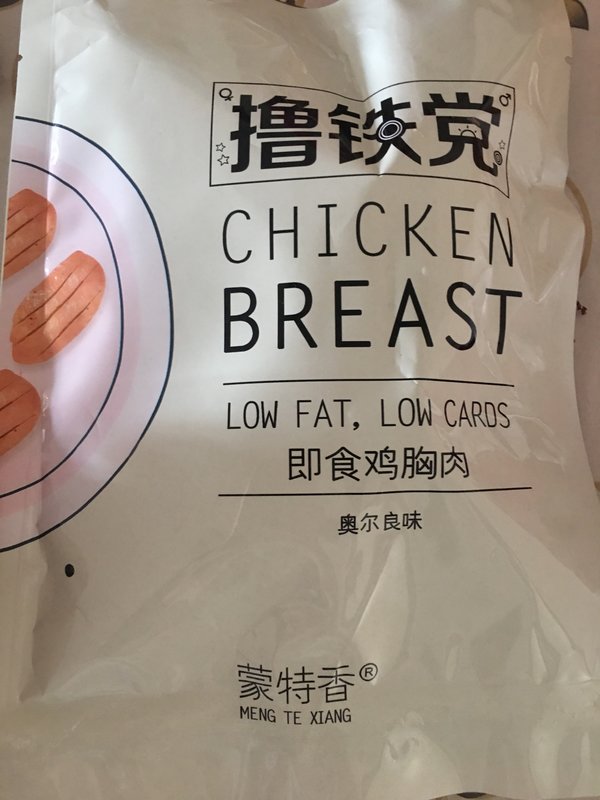 撸铁党
CHICKEN
BREAST
LOW FAT, LOW CARDS
即食鸡胸肉
奥尔良味
蒙特香®
MENG TE XIANG